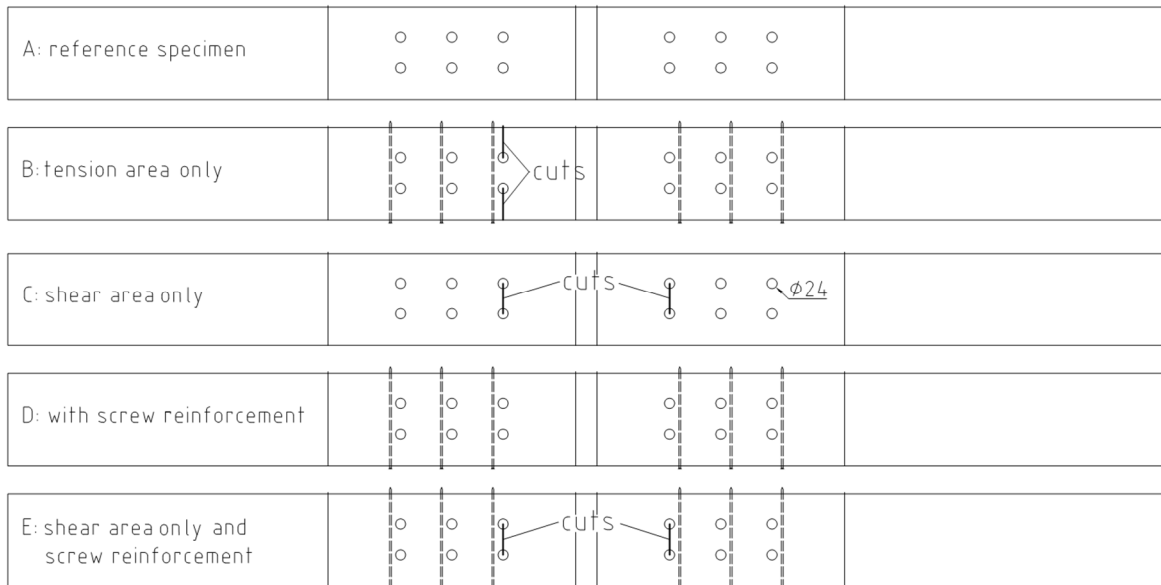 A: reference specimen
B: tension area only
cuts
C: shear area only
cuts
ϕ24
D: with screw reinforcement
E: shear area only and
screw reinforcement
cuts